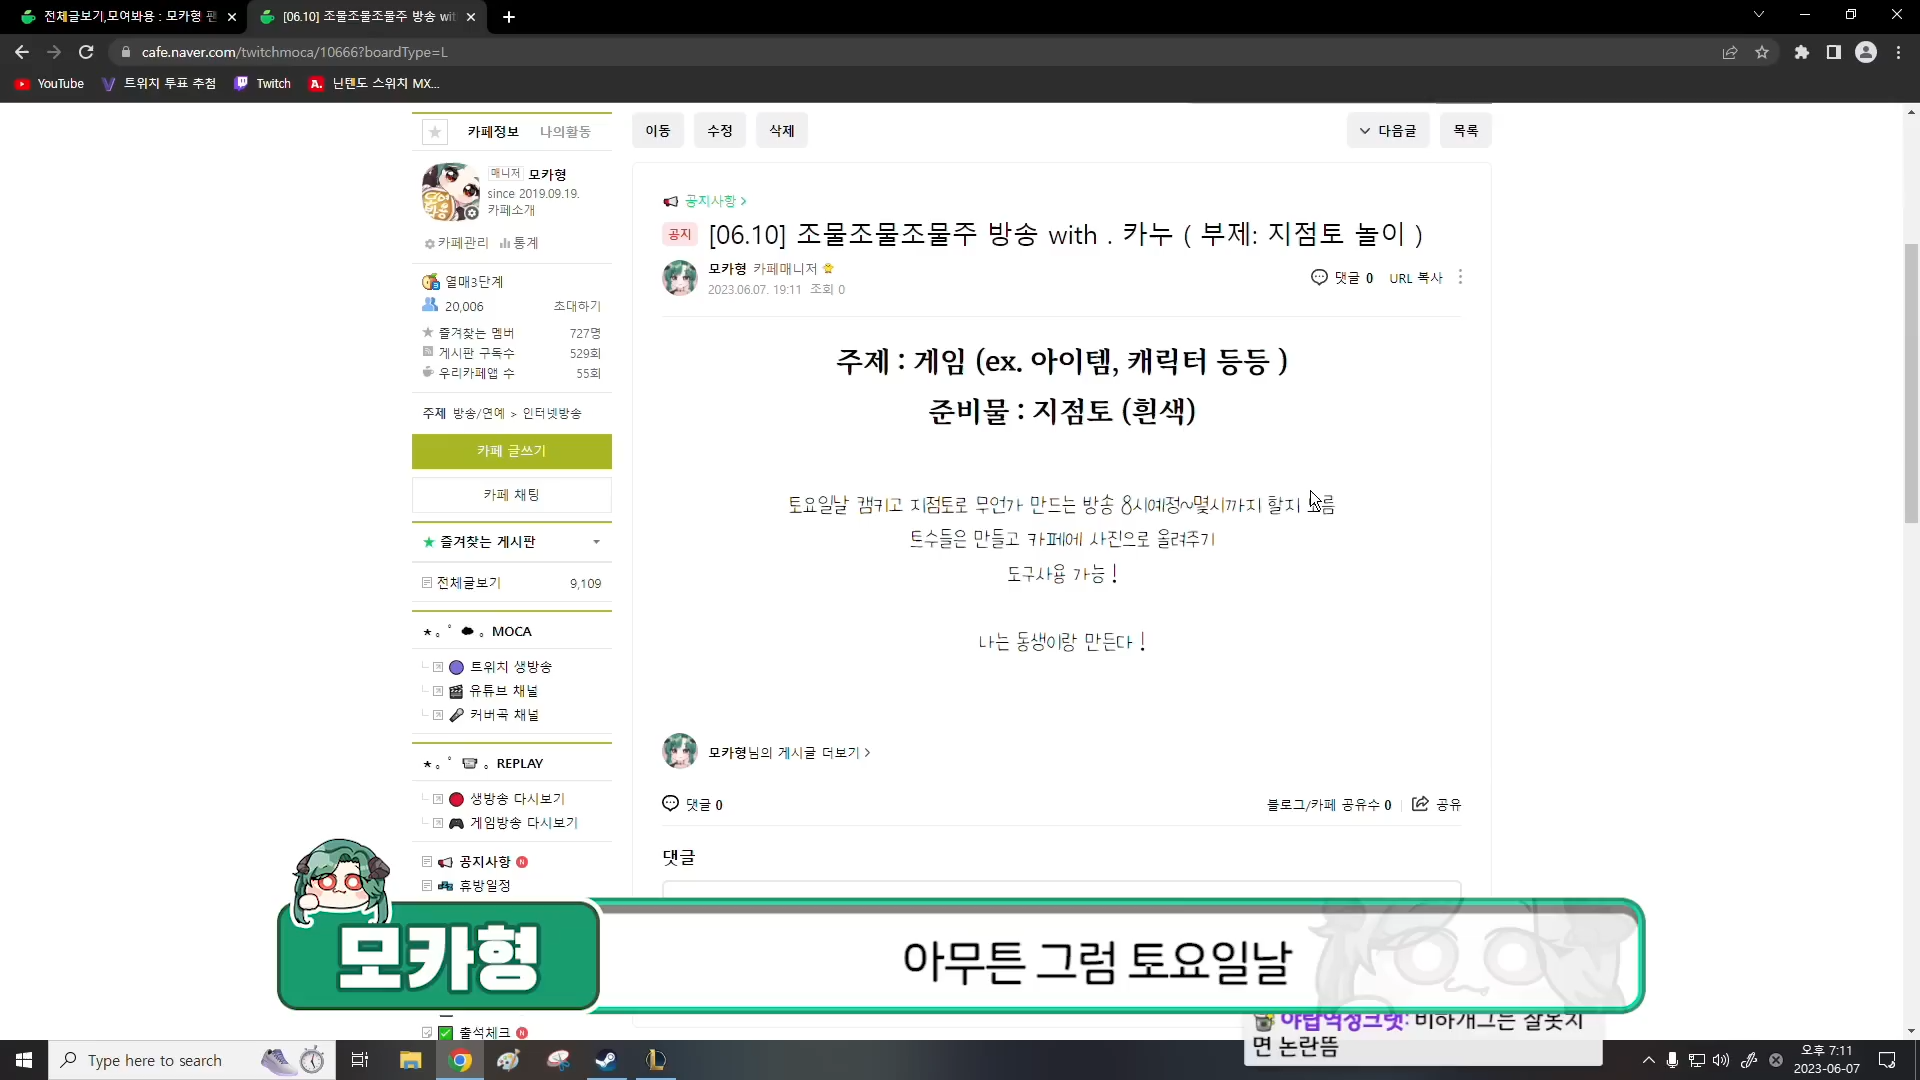 전체글보기,모여봐용 : 모카형 팬
[06.10] 조물조물조물주 방송 wit
cafe.naver.com/twitchmoca/10666?boardType=L
YouTube
트위치 투표 추첨
Twitch
닌텐도 스위치 MX...
카페정보 나의활동
매니저 모카형
since 2019.09.19.
카페소개
카페관리 통계
열매3단계
20,006 초대하기
즐겨찾는 멤버 727명
게시판 구독수 529회
우리카페앱 수 55회
주제 방송/연예 > 인터넷방송
카페 글쓰기
카페 채팅
즐겨찾는 게시판
전체글보기 9,109
MOCA
트위치 생방송
유튜브 채널
커버곡 채널
REPLAY
생방송 다시보기
게임방송 다시보기
공지사항 N
휴방일정
출석체크 N
이동 수정 삭제
다음글 목록
공지사항 >
공지 [06.10] 조물조물조물주 방송 with . 카누 ( 부제: 지점토 놀이 )
모카형 카페매니저
2023.06.07. 19:11 조회 0
댓글 0 URL 복사
주제 : 게임 (ex. 아이템, 캐릭터 등등 )
준비물 : 지점토 (흰색)
토요일날 캠키고 지점토로 무언가 만드는 방송 8시예정~몇시까지 할지 모름
트수들은 만들고 카페에 사진으로 올려주기
도구사용 가능 !
나는 동생이랑 만든다 !
모카형님의 게시글 더보기 >
댓글 0
블로그/카페 공유수 0 공유
댓글
모카형
아무튼 그럼 토요일날
비하개그는 잘못치
면 논란뜸
Type here to search
오후 7:11
2023-06-07